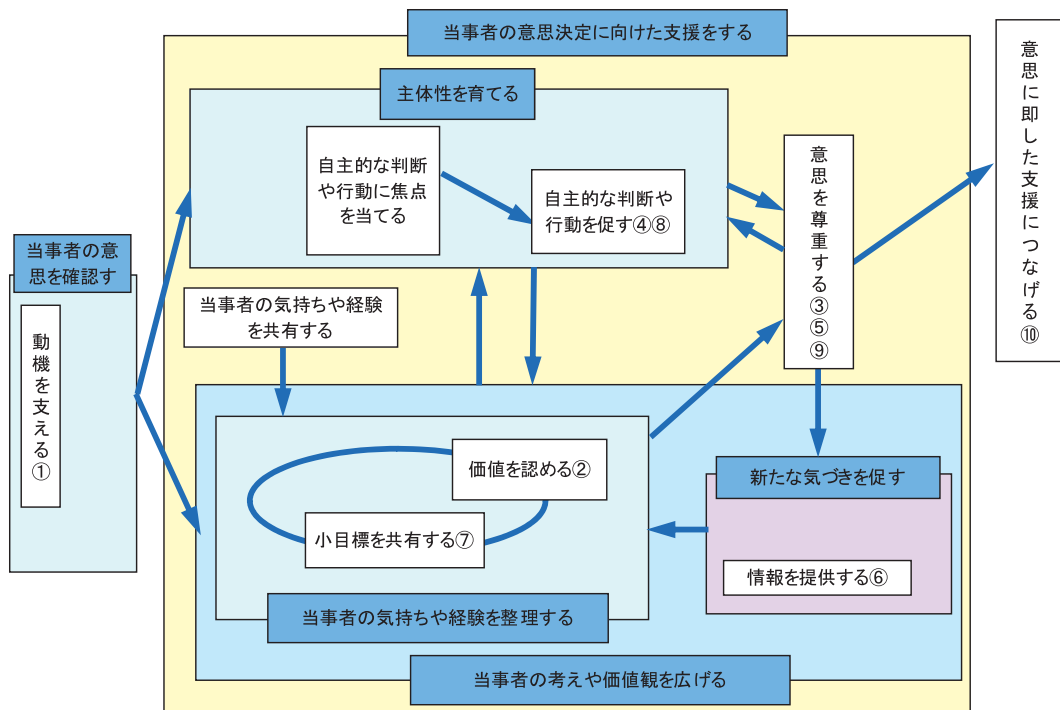 当事者の意思決定に向けた支援をする
主体性を育てる
自主的な判断
や行動に焦点
を当てる
自主的な判断や
行動を促す④⑧
意思を尊重する③⑤⑨
意思に即した支援につなげる⑩
当事者の意
思を確認す
動機を支える①
当事者の気持ちや経験
を共有する
価値を認める②
小目標を共有する⑦
当事者の気持ちや経験を整理する
新たな気づきを促す
情報を提供する⑥
当事者の考えや価値観を広げる